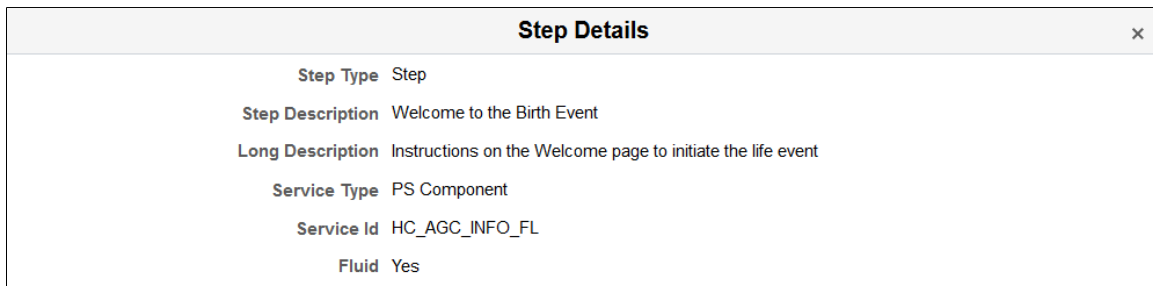 Step Details
×
Step Type Step
Step Description Welcome to the Birth Event
Long Description Instructions on the Welcome page to initiate the life event
Service Type PS Component
Service Id HC_AGC_INFO_FL
Fluid Yes